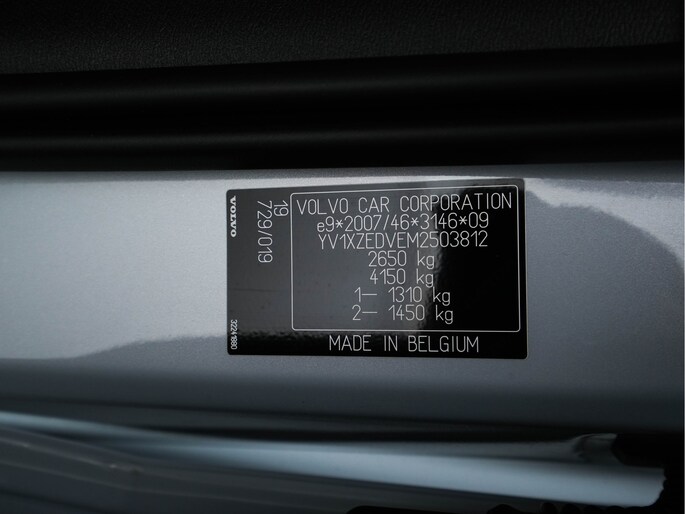 VOLVO CAR CORPORATION
e9*2007/46*3146*09
YV1XZEDVEM2503812
2650 kg
4150 kg
1— 1310 kg
2— 1450 kg
MADE IN BELGIUM
VOLVO
19
729/019
32241880